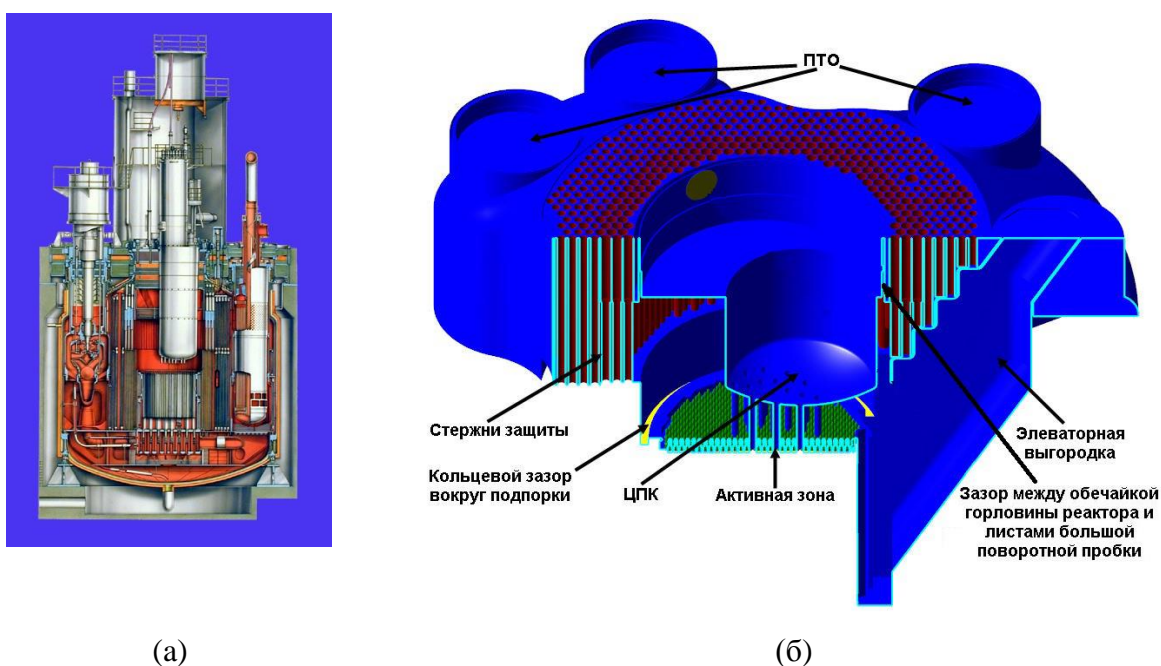 ПТО
Стержни защиты
Кольцевой зазор
вокруг подпорки
ЦПК
Активная зона
Элеваторная
выгородка
Зазор между обечайкой
горловины реактора и
листами большой
поворотной пробки
(а)
(б)